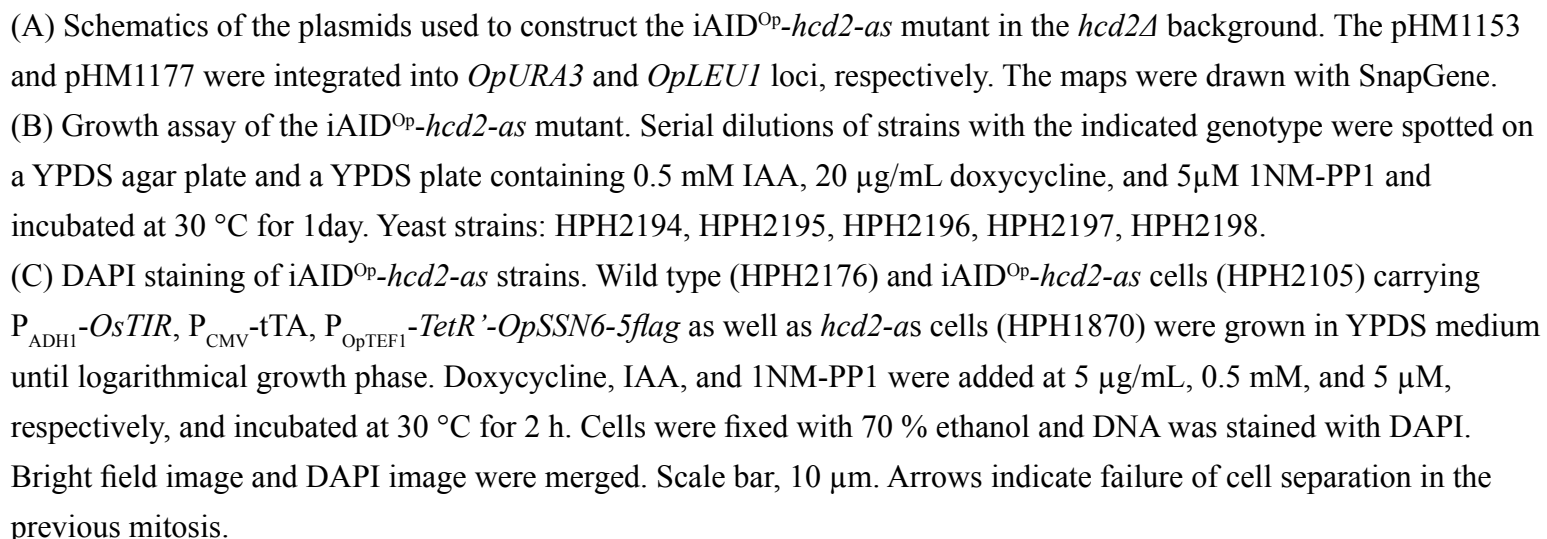 (A) Schematics of the plasmids used to construct the iAIDᴼᵖ-hcd2-as mutant in the hcd2Δ background. The pHM1153
and pHM1177 were integrated into OpURA3 and OpLEU1 loci, respectively. The maps were drawn with SnapGene.
(B) Growth assay of the iAIDᴼᵖ-hcd2-as mutant. Serial dilutions of strains with the indicated genotype were spotted on
a YPDS agar plate and a YPDS plate containing 0.5 mM IAA, 20 µg/mL doxycycline, and 5µM 1NM-PP1 and
incubated at 30 °C for 1day. Yeast strains: HPH2194, HPH2195, HPH2196, HPH2197, HPH2198.
(C) DAPI staining of iAIDᴼᵖ-hcd2-as strains. Wild type (HPH2176) and iAIDᴼᵖ-hcd2-as cells (HPH2105) carrying
P_ADH1-OsTIR, P_CMV-tTA, P_OpTEF1-TetR’-OpSSN6-5flag as well as hcd2-as cells (HPH1870) were grown in YPDS medium
until logarithmical growth phase. Doxycycline, IAA, and 1NM-PP1 were added at 5 µg/mL, 0.5 mM, and 5 µM,
respectively, and incubated at 30 °C for 2 h. Cells were fixed with 70 % ethanol and DNA was stained with DAPI.
Bright field image and DAPI image were merged. Scale bar, 10 µm. Arrows indicate failure of cell separation in the
previous mitosis.